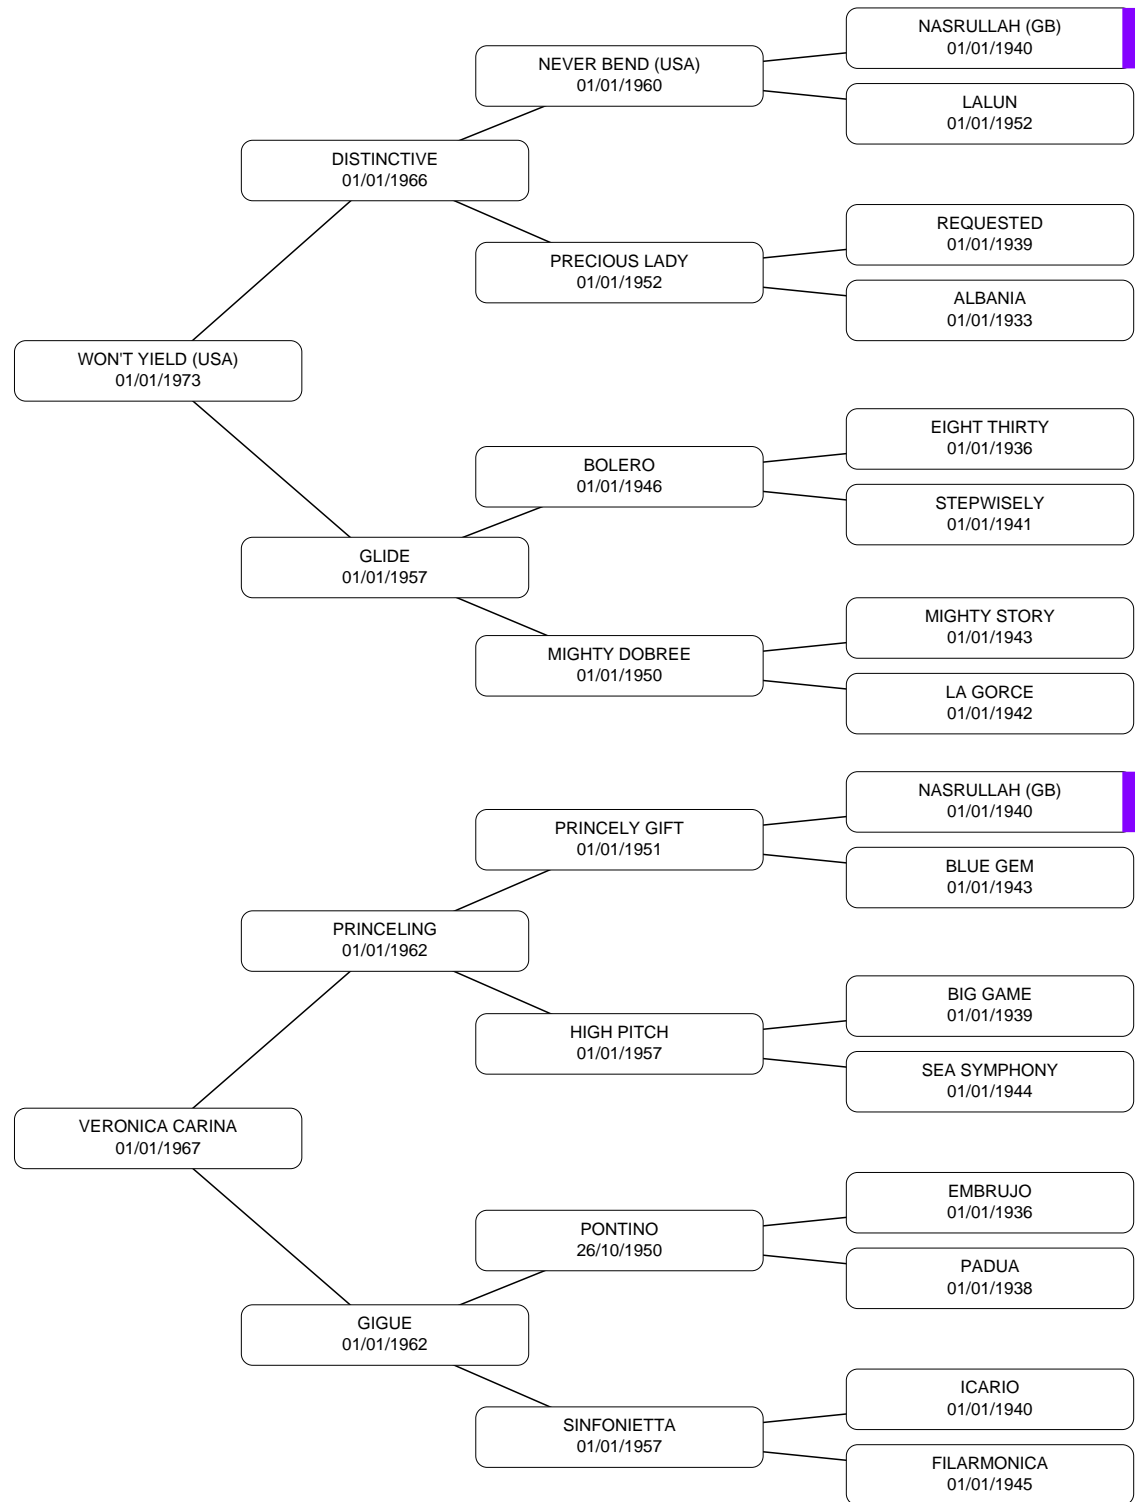 NASRULLAH (GB)
01/01/1940
NEVER BEND (USA)
01/01/1960
LALUN
01/01/1952
DISTINCTIVE
01/01/1966
REQUESTED
01/01/1939
PRECIOUS LADY
01/01/1952
ALBANIA
01/01/1933
WON'T YIELD (USA)
01/01/1973
EIGHT THIRTY
01/01/1936
BOLERO
01/01/1946
STEPWISELY
01/01/1941
GLIDE
01/01/1957
MIGHTY STORY
01/01/1943
MIGHTY DOBREE
01/01/1950
LA GORCE
01/01/1942
NASRULLAH (GB)
01/01/1940
PRINCELY GIFT
01/01/1951
BLUE GEM
01/01/1943
PRINCELING
01/01/1962
BIG GAME
01/01/1939
HIGH PITCH
01/01/1957
SEA SYMPHONY
01/01/1944
VERONICA CARINA
01/01/1967
EMBRUJO
01/01/1936
PONTINO
26/10/1950
PADUA
01/01/1938
GIGUE
01/01/1962
ICARIO
01/01/1940
SINFONIETTA
01/01/1957
FILARMONICA
01/01/1945